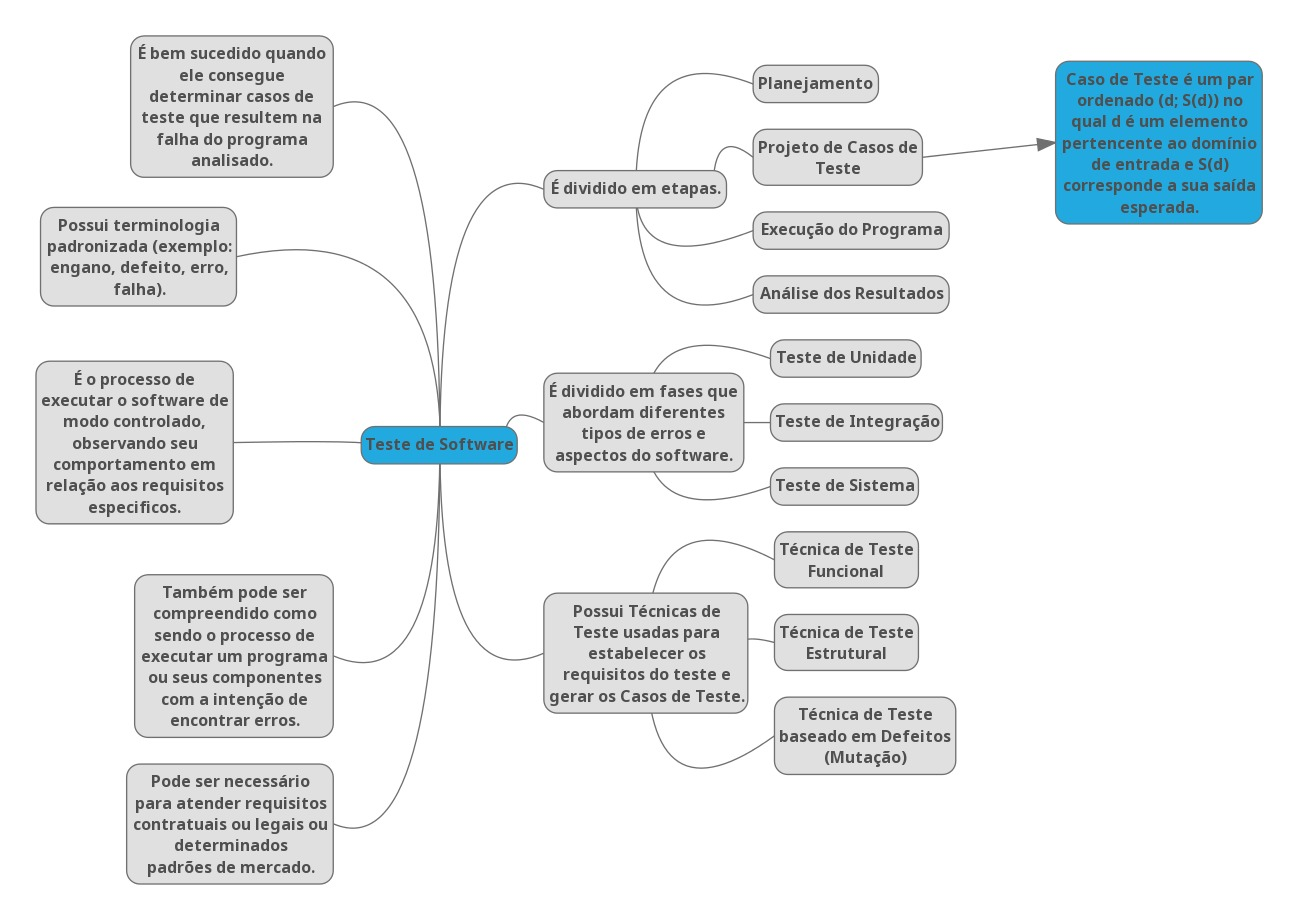 É bem sucedido quando
ele consegue
determinar casos de
teste que resultem na
falha do programa
analisado.
Possui terminologia
padronizada (exemplo:
engano, defeito, erro,
falha).
É o processo de
executar o software de
modo controlado,
observando seu
comportamento em
relação aos requisitos
especificos.
Também pode ser
compreendido como
sendo o processo de
executar um programa
ou seus componentes
com a intenção de
encontrar erros.
Pode ser necessário
para atender requisitos
contratuais ou legais ou
determinados
padrões de mercado.
Teste de Software
É dividido em etapas.
Planejamento
Projeto de Casos de
Teste
Execução do Programa
Análise dos Resultados
Caso de Teste é um par
ordenado (d; S(d)) no
qual d é um elemento
pertencente ao domínio
de entrada e S(d)
corresponde a sua saída
esperada.
É dividido em fases que
abordam diferentes
tipos de erros e
aspectos do software.
Teste de Unidade
Teste de Integração
Teste de Sistema
Possui Técnicas de
Teste usadas para
estabelecer os
requisitos do teste e
gerar os Casos de Teste.
Técnica de Teste
Funcional
Técnica de Teste
Estrutural
Técnica de Teste
baseado em Defeitos
(Mutação)